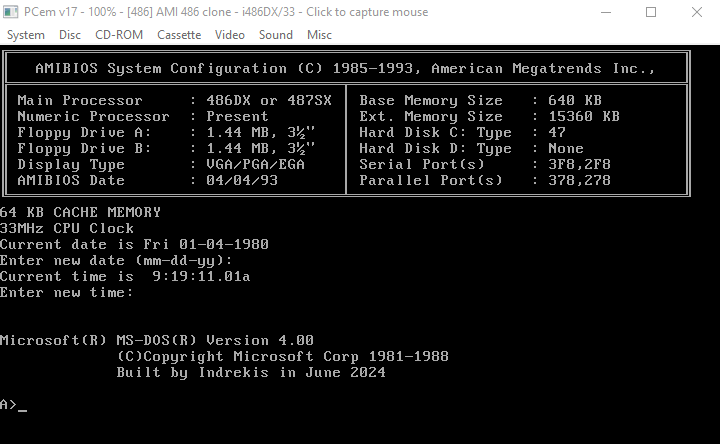 PCem v17 - 100% - [486] AMI 486 clone - i486DX/33 - Click to capture mouse
System Disc CD-ROM Cassette Video Sound Misc
AMIBIOS System Configuration (C) 1985-1993, American Megatrends Inc.,
Main Processor : 486DX or 487SX Base Memory Size : 640 KB
Numeric Processor : Present Ext. Memory Size : 15360 KB
Floppy Drive A: : 1.44 MB, 3½" Hard Disk C: Type : 47
Floppy Drive B: : 1.44 MB, 3½" Hard Disk D: Type : None
Display Type : VGA/PGA/EGA Serial Port(s) : 3F8,2F8
AMIBIOS Date : 04/04/93 Parallel Port(s) : 378,278
64 KB CACHE MEMORY
33MHz CPU Clock
Current date is Fri 01-04-1980
Enter new date (mm-dd-yy):
Current time is 9:19:11.01a
Enter new time:
Microsoft(R) MS-DOS(R) Version 4.00
(C)Copyright Microsoft Corp 1981-1988
Built by Indrekis in June 2024
A>_